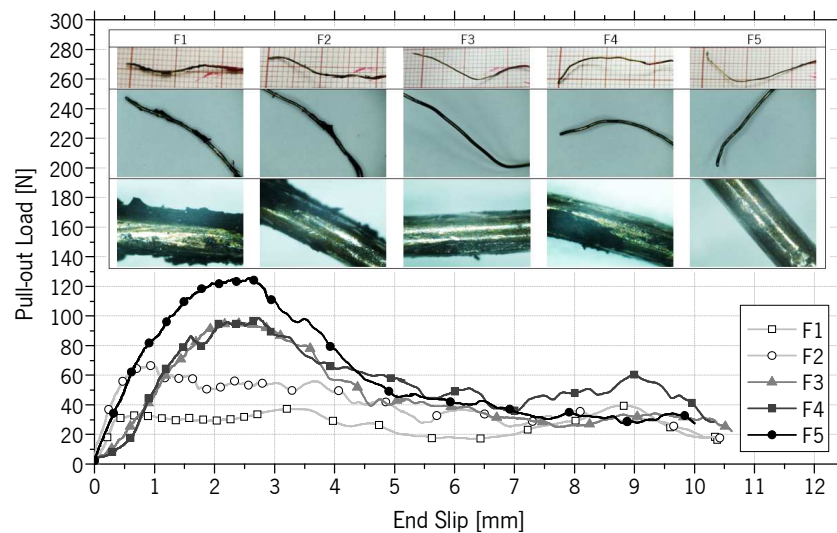 300
280
260
240
220
200
180
160
140
120
100
80
60
40
20
0
Pull-out Load [N]
F1 F2 F3 F4 F5
F1
F2
F3
F4
F5
0 1 2 3 4 5 6 7 8 9 10 11 12
End Slip [mm]